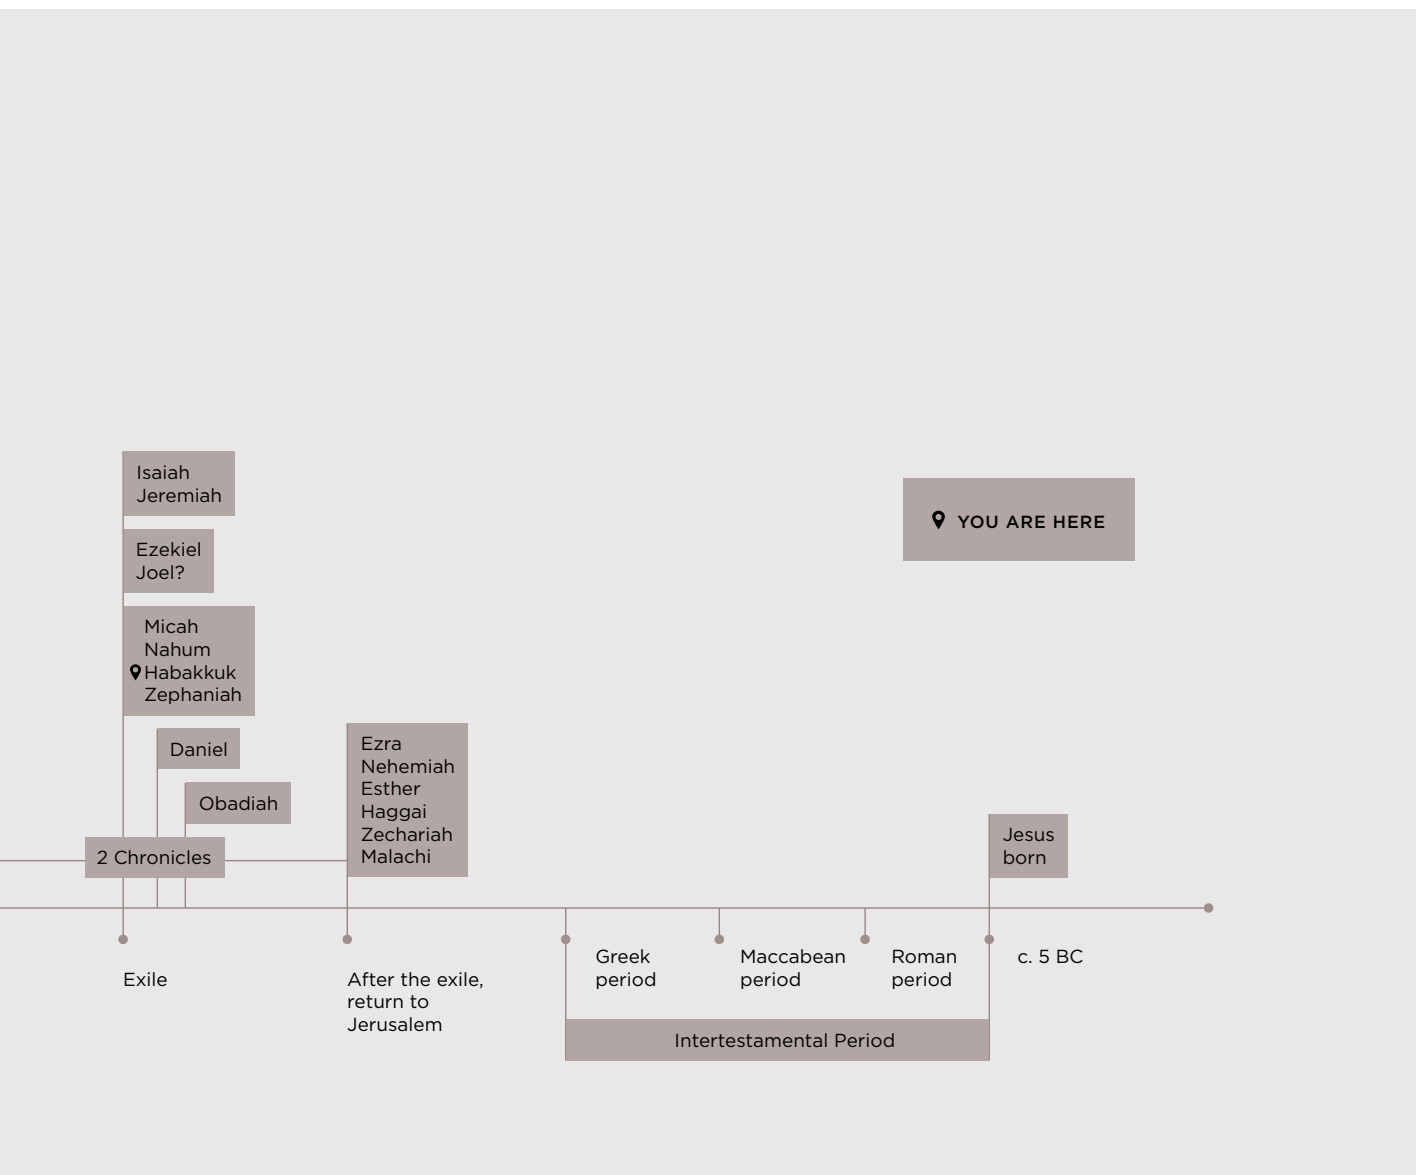 Isaiah
Jeremiah
Ezekiel
Joel?
Micah
Nahum
Habakkuk
Zephaniah
Daniel
Obadiah
2 Chronicles
Ezra
Nehemiah
Esther
Haggai
Zechariah
Malachi
YOU ARE HERE
Jesus
born
Exile
After the exile,
return to
Jerusalem
Greek
period
Maccabean
period
Roman
period
c. 5 BC
Intertestamental Period